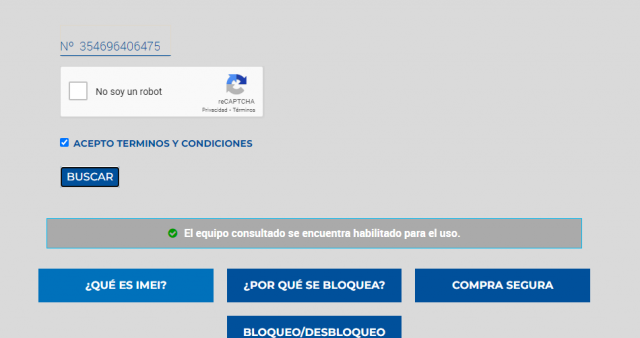 Nº 354696406475
No soy un robot
reCAPTCHA
Privacidad - Términos
ACEPTO TERMINOS Y CONDICIONES
BUSCAR
El equipo consultado se encuentra habilitado para el uso.
¿QUÉ ES IMEI?
¿POR QUÉ SE BLOQUEA?
COMPRA SEGURA
BLOQUEO/DESBLOQUEO